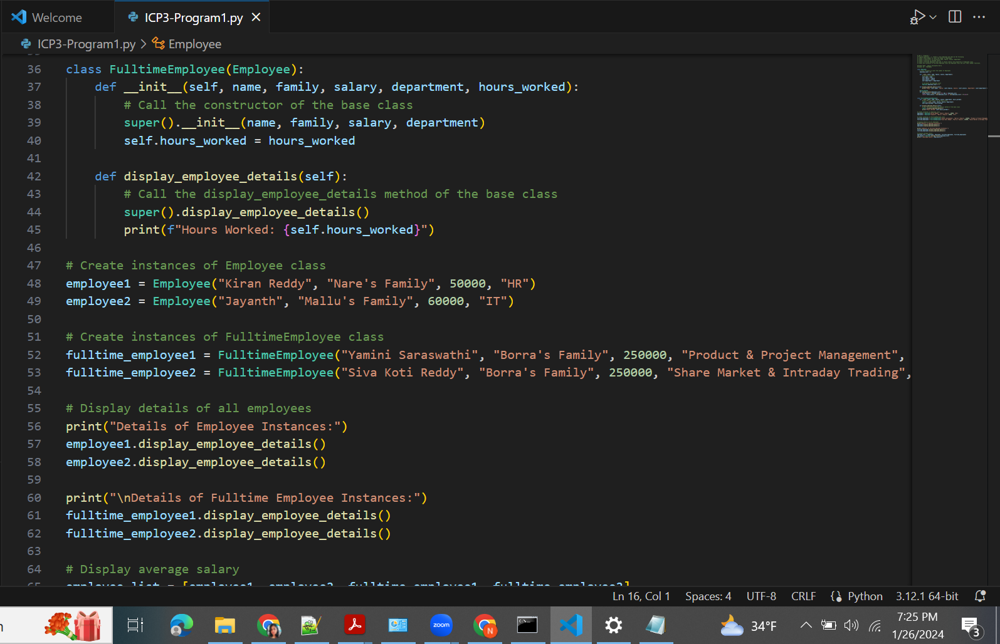 Welcome
ICP3-Program1.py
ICP3-Program1.py > Employee
36 class FulltimeEmployee(Employee):
37 def __init__(self, name, family, salary, department, hours_worked):
38 # Call the constructor of the base class
39 super().__init__(name, family, salary, department)
40 self.hours_worked = hours_worked
41
42 def display_employee_details(self):
43 # Call the display_employee_details method of the base class
44 super().display_employee_details()
45 print(f"Hours Worked: {self.hours_worked}")
46
47 # Create instances of Employee class
48 employee1 = Employee("Kiran Reddy", "Nare's Family", 50000, "HR")
49 employee2 = Employee("Jayanth", "Mallu's Family", 60000, "IT")
50
51 # Create instances of FulltimeEmployee class
52 fulltime_employee1 = FulltimeEmployee("Yamini Saraswathi", "Borra's Family", 250000, "Product & Project Management",
53 fulltime_employee2 = FulltimeEmployee("Siva Koti Reddy", "Borra's Family", 250000, "Share Market & Intraday Trading",
54
55 # Display details of all employees
56 print("Details of Employee Instances:")
57 employee1.display_employee_details()
58 employee2.display_employee_details()
59
60 print("\nDetails of Fulltime Employee Instances:")
61 fulltime_employee1.display_employee_details()
62 fulltime_employee2.display_employee_details()
63
64 # Display average salary
65 employee_list = [employee1, employee2, fulltime_employee1, fulltime_employee2]
Ln 16, Col 1 Spaces: 4 UTF-8 CRLF Python 3.12.1 64-bit
zoom
N
34°F
7:25 PM
1/26/2024
3